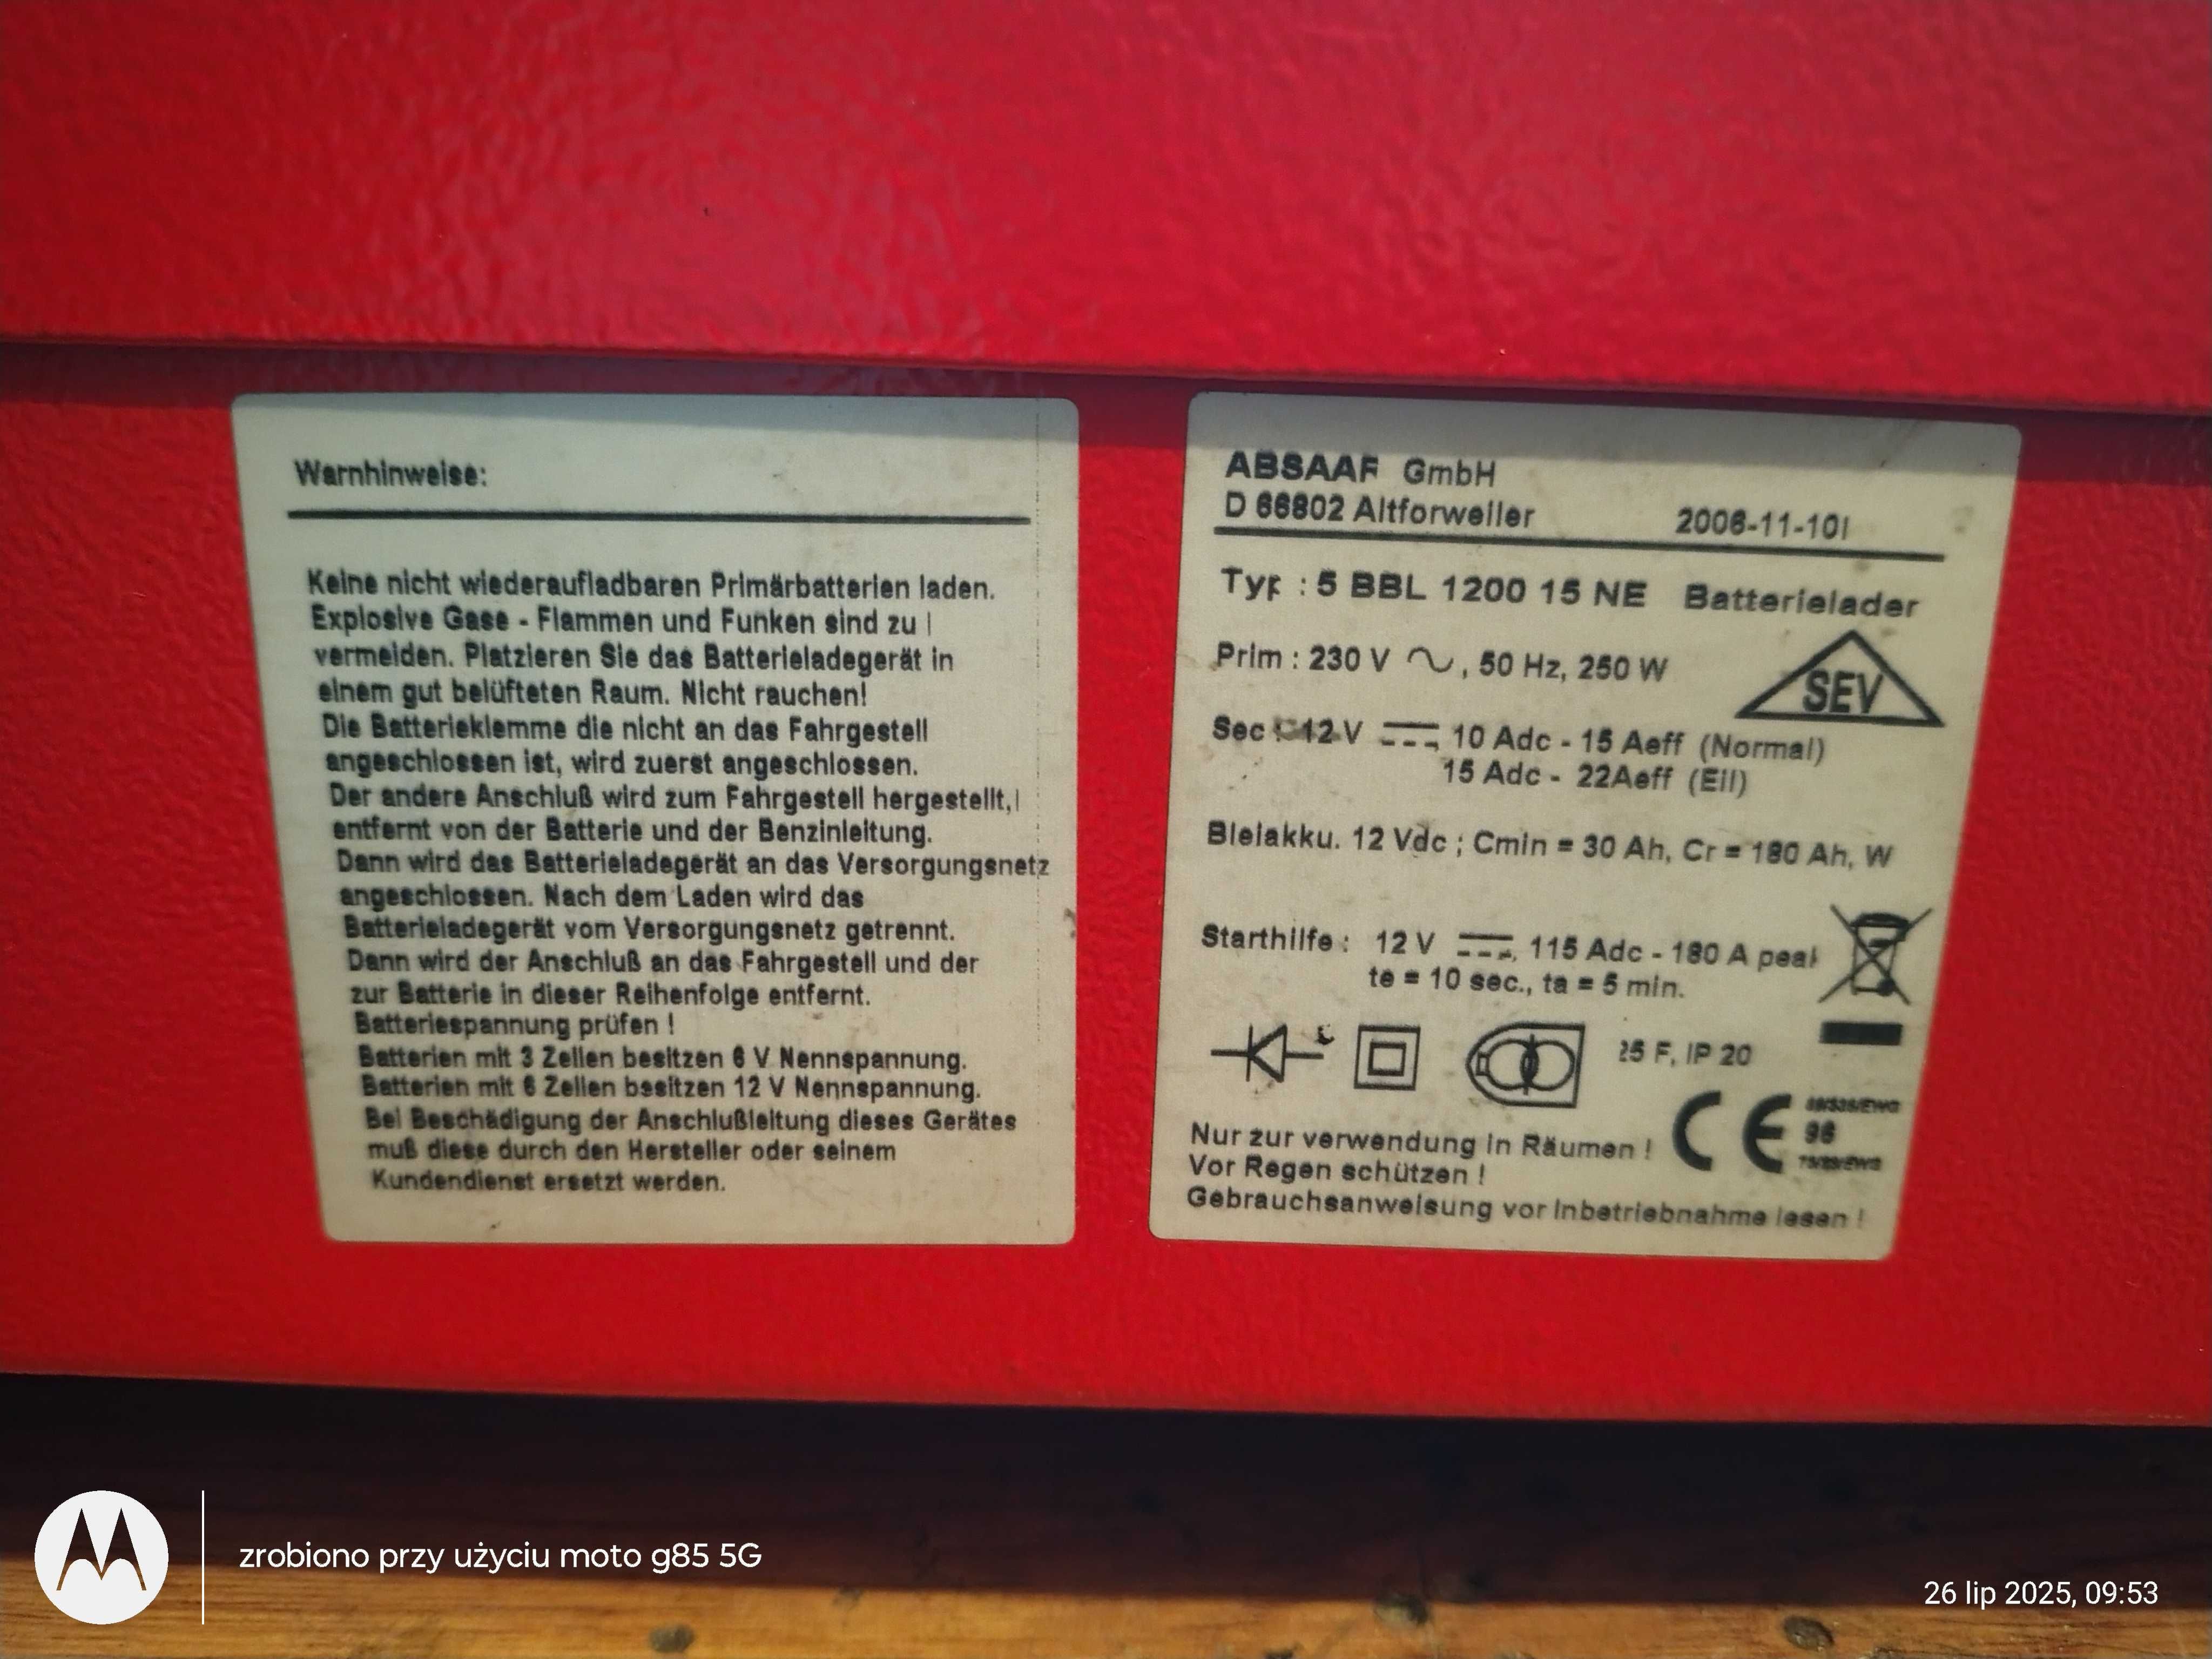 Warnhinweise:
Keine nicht wiederaufladbaren Primärbatterien laden.
Explosive Gase - Flammen und Funken sind zu
vermeiden. Platzieren Sie das Batterieladegerät in
einem gut belüfteten Raum. Nicht rauchen!
Die Batterieklemme die nicht an das Fahrgestell
angeschlossen ist, wird zuerst angeschlossen.
Der andere Anschluß wird zum Fahrgestell hergestellt,
entfernt von der Batterie und der Benzinleitung.
Dann wird das Batterieladegerät an das Versorgungsnetz
angeschlossen. Nach dem Laden wird das
Batterieladegerät vom Versorgungsnetz getrennt.
Dann wird der Anschluß an das Fahrgestell und der
zur Batterie in dieser Reihenfolge entfernt.
Batteriespannung prüfen !
Batterien mit 3 Zellen besitzen 6 V Nennspannung.
Batterien mit 6 Zellen besitzen 12 V Nennspannung.
Bei Beschädigung der Anschlußleitung dieses Gerätes
muß diese durch den Hersteller oder seinem
Kundendienst ersetzt werden.
ABSAAR GmbH
D 66802 Altforweiler 2006-11-10
Typ : 5 BBL 1200 15 NE Batterielader
Prim : 230 V ~, 50 Hz, 250 W
SEV
Sec : 12 V 10 Adc - 15 Aeff (Normal)
15 Adc - 22Aeff (Eil)
Bleiakku. 12 Vdc ; Cmin = 30 Ah, Cr = 180 Ah, W
Starthilfe : 12 V 115 Adc - 180 A peak
te = 10 sec., ta = 5 min.
25 F, IP 20
CE 96
Nur zur verwendung in Räumen !
Vor Regen schützen !
Gebrauchsanweisung vor Inbetriebnahme lesen !
zrobiono przy użyciu moto g85 5G
26 lip 2025, 09:53